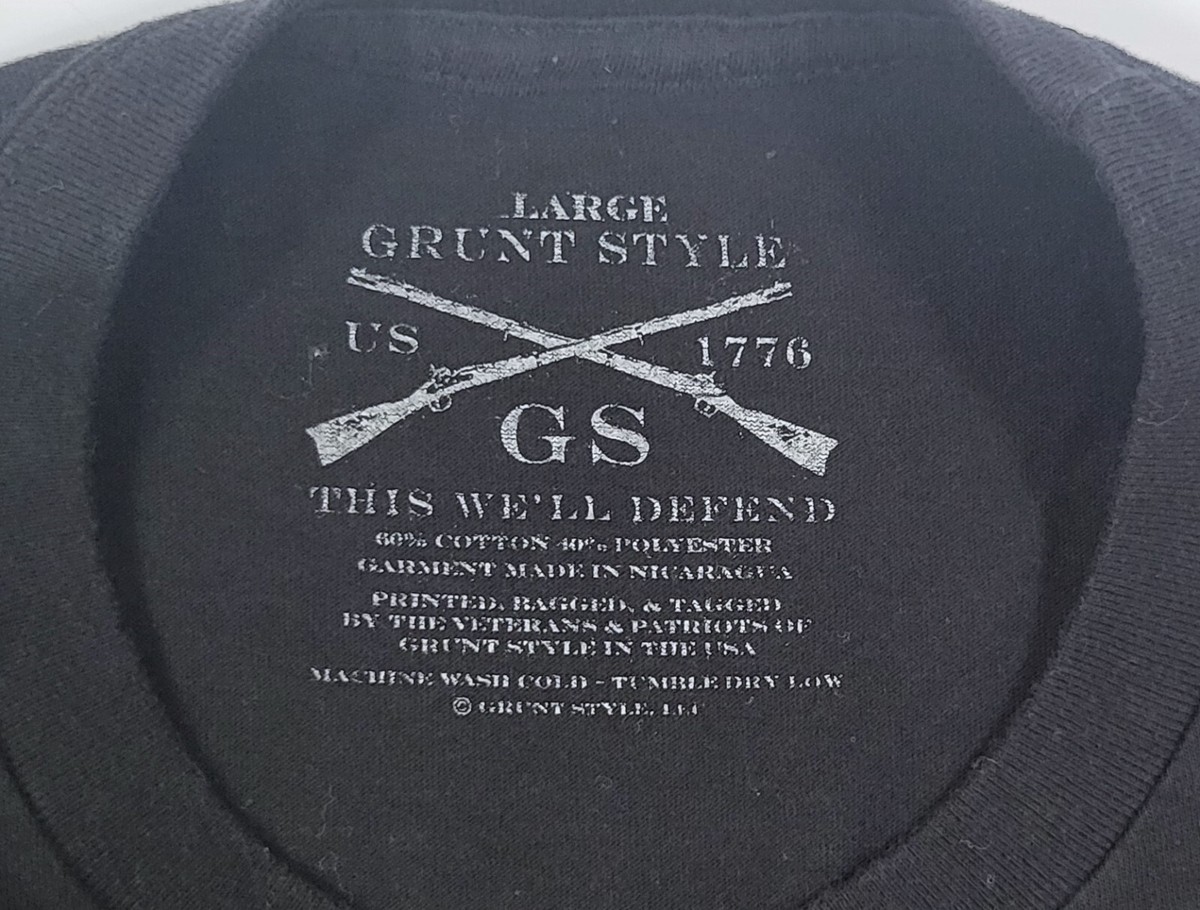 LARGE
GRUNT STYLE
US 1776
GS
THIS WE'LL DEFEND
60% COTTON 40% POLYESTER
GARMENT MADE IN NICARAGUA
PRINTED, BAGGED, & TAGGED
BY THE VETERANS & PATRIOTS OF
GRUNT STYLE IN THE USA
MACHINE WASH COLD - TUMBLE DRY LOW
© GRUNT STYLE, LLC